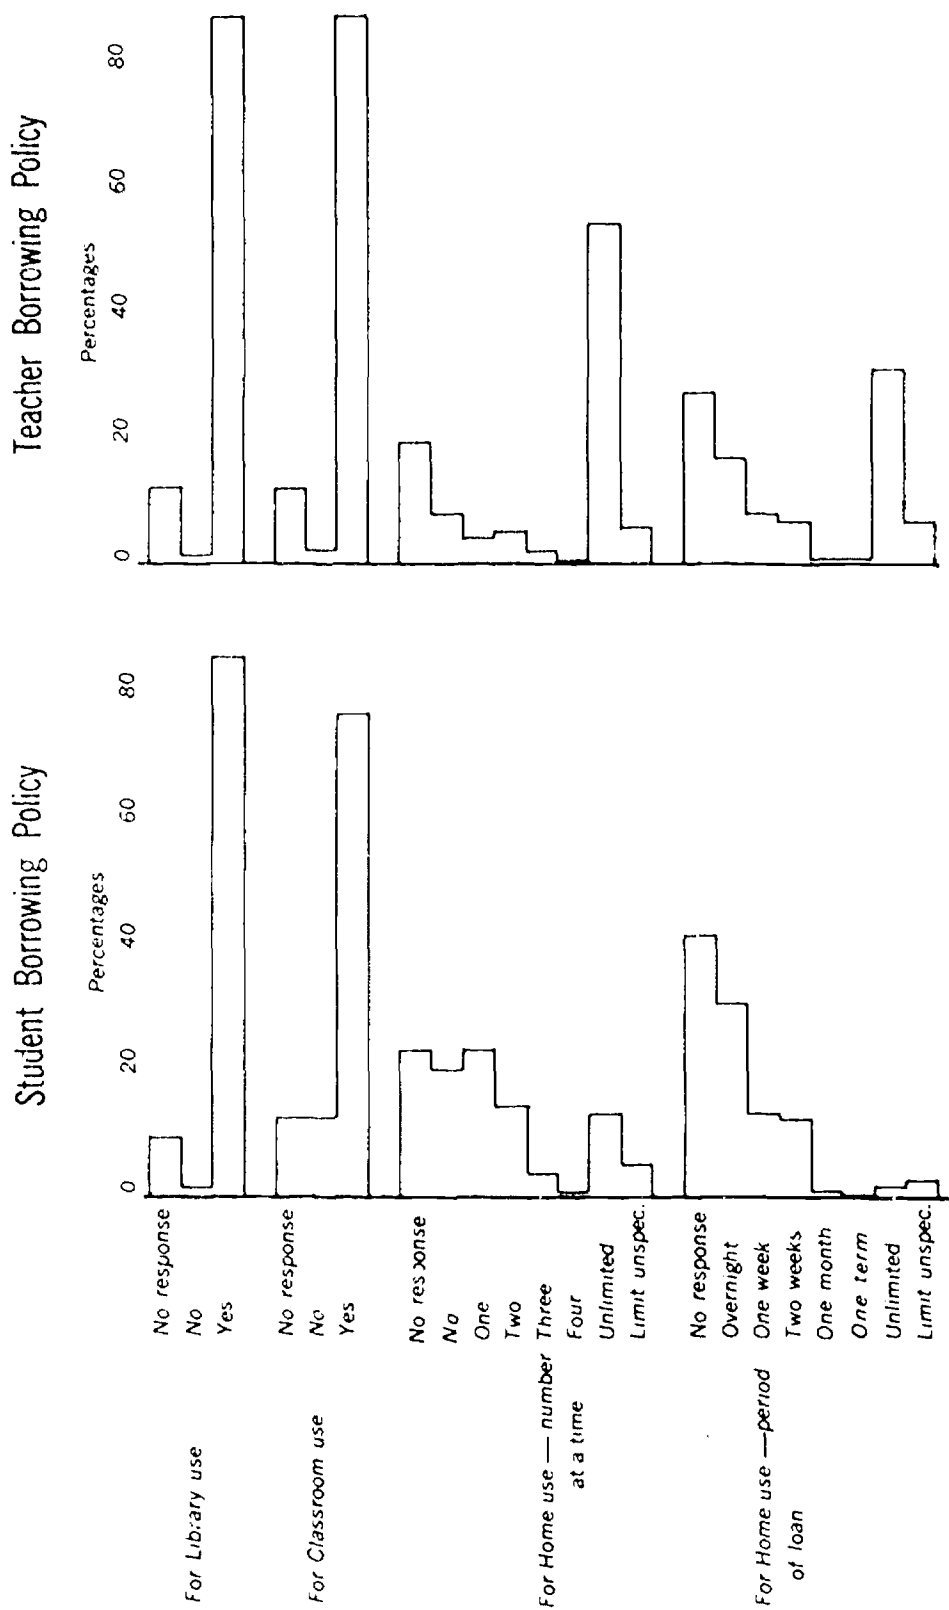 Student Borrowing Policy
Teacher Borrowing Policy
Percentages
Percentages
0 20 40 60 80
0 20 40 60 80
For Library use
No response
No
Yes
For Classroom use
No response
No
Yes
For Home use — number
at a time
No response
No
One
Two
Three
Four
Unlimited
Limit unspec.
For Home use — period
of loan
No response
Overnight
One week
Two weeks
One month
One term
Unlimited
Limit unspec.